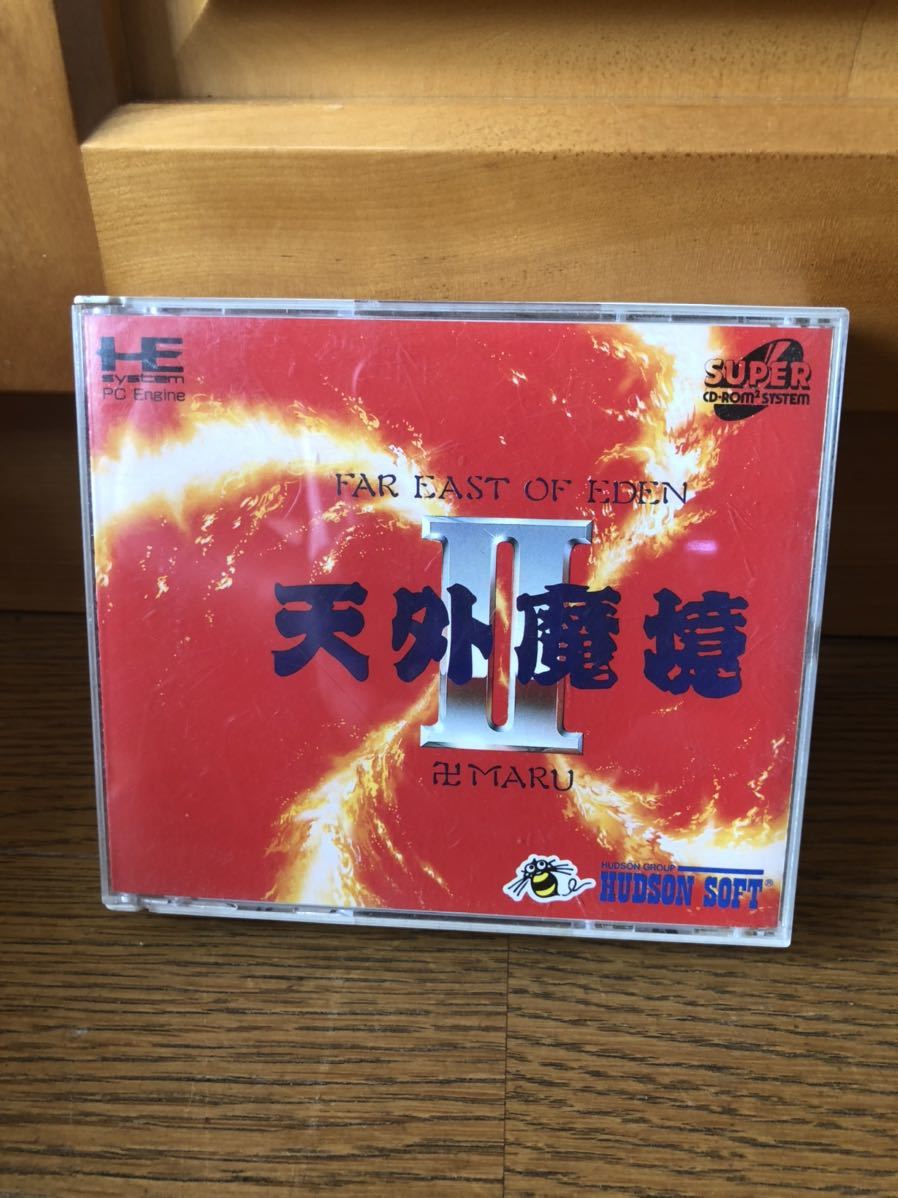 HE
system
PC Engine
SUPER
CD-ROM² SYSTEM
FAR EAST OF EDEN
II
天外魔境
卍MARU
HUDSON GROUP
HUDSON SOFT®